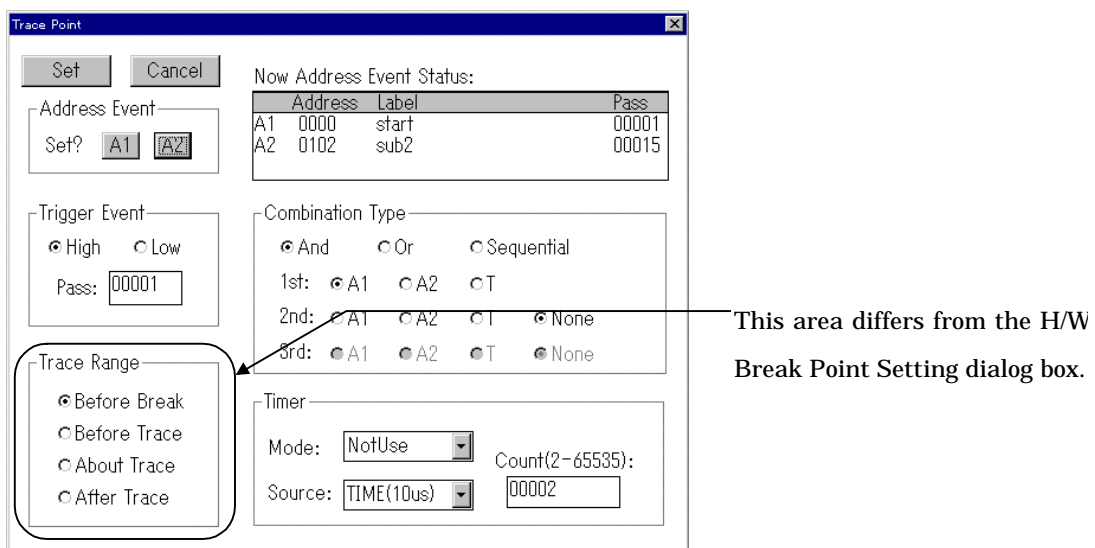 Trace Point
Set Cancel
Now Address Event Status:
Address Label Pass
A1 0000 start 00001
A2 0102 sub2 00015
Address Event
Set? A1 A2
Trigger Event
High Low
Pass: 00001
Combination Type
And Or Sequential
1st: A1 A2 T
2nd: A1 A2 T None
3rd: A1 A2 T None
Trace Range
Before Break
Before Trace
About Trace
After Trace
Timer
Mode: NotUse
Count(2-65535):
Source: TIME(10us) 00002
This area differs from the H/W
Break Point Setting dialog box.